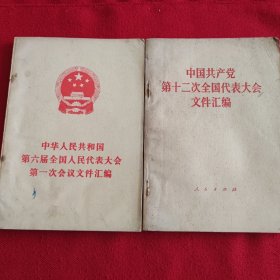 中华人民共和国
第六届全国人民代表大会
第一次会议文件汇编
中国共产党
第十二次全国代表大会
文件汇编
人民出版社